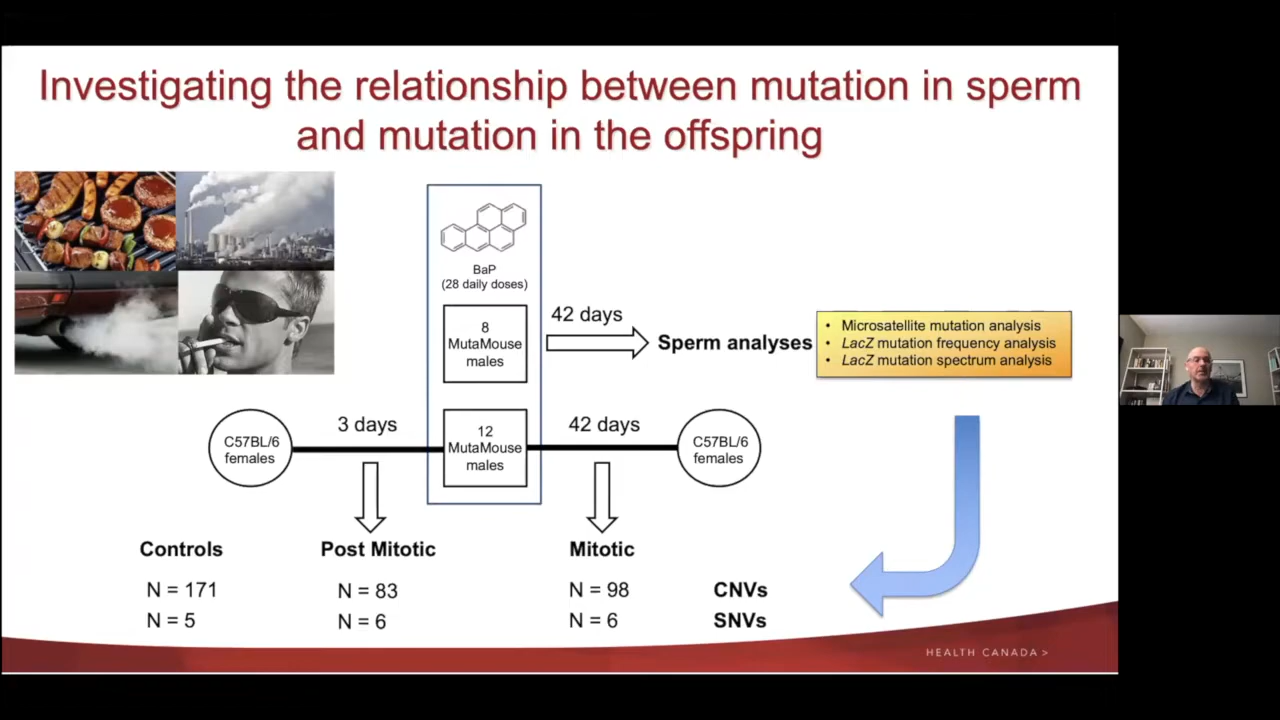 Investigating the relationship between mutation in sperm
and mutation in the offspring
BaP
(28 daily doses)
8
MutaMouse
males
42 days
Sperm analyses
• Microsatellite mutation analysis
• LacZ mutation frequency analysis
• LacZ mutation spectrum analysis
C57BL/6
females
3 days
12
MutaMouse
males
42 days
C57BL/6
females
Controls
Post Mitotic
Mitotic
N = 171
N = 83
N = 98
CNVs
N = 5
N = 6
N = 6
SNVs
HEALTH CANADA >